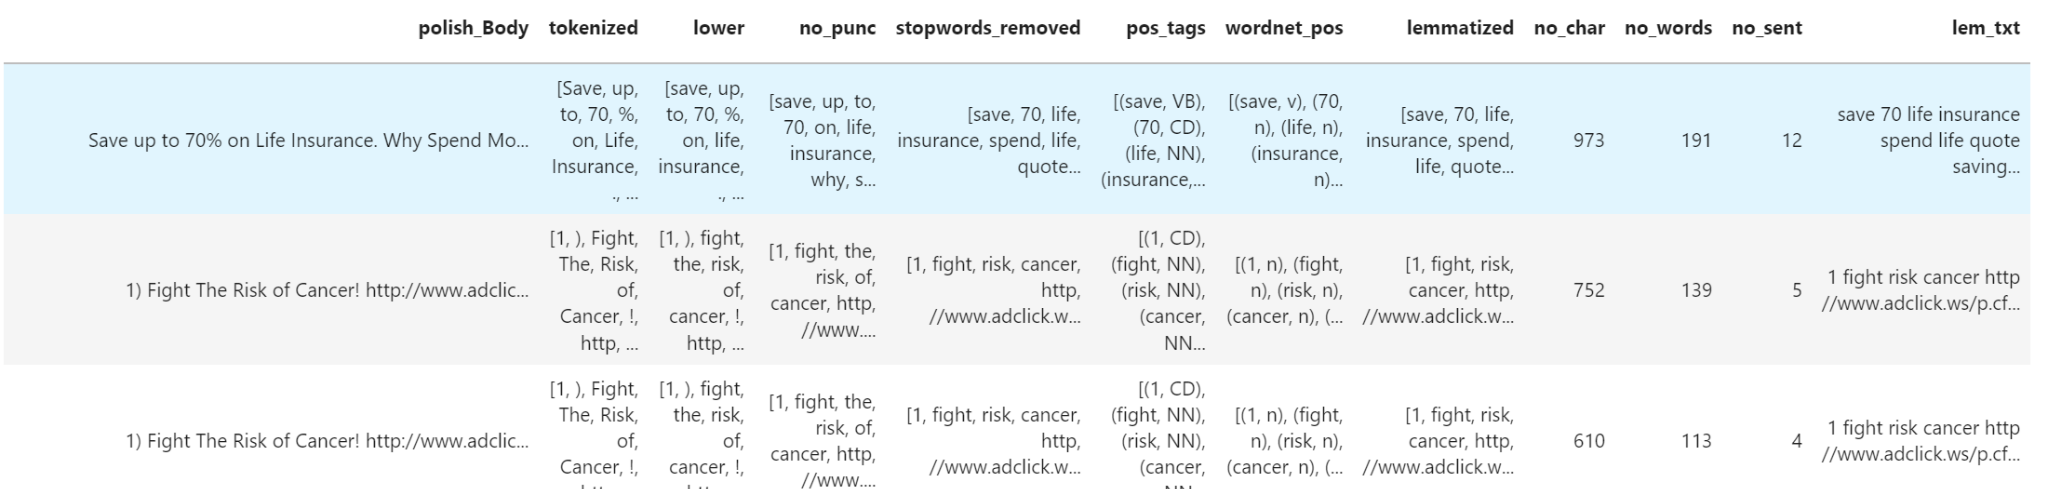 polish_Body tokenized lower no_punc stopwords_removed pos_tags wordnet_pos lemmatized no_char no_words no_sent lem_txt
Save up to 70% on Life Insurance. Why Spend Mo...
[Save, up,
to, 70, %,
on, Life,
Insurance,
., ...
[save, up,
to, 70, %,
on, life,
insurance,
., ...
[save, up, to,
70, on, life,
insurance,
why, s...
[save, 70, life,
insurance, spend, life,
quote...
[(save, VB),
(70, CD),
(life, NN),
(insurance,...
[(save, v), (70,
n), (life, n),
(insurance,
n)...
[save, 70, life,
insurance, spend,
life, quote...
973
191
12
save 70 life insurance
spend life quote
saving...
1) Fight The Risk of Cancer! http://www.adclic...
[1, ), Fight,
The, Risk,
of,
Cancer, !,
http, ...
[1, ), fight,
the, risk,
of,
cancer, !,
http, ...
[1, fight, the,
risk, of,
cancer, http,
//www....
[1, fight, risk, cancer,
http,
//www.adclick.w...
[(1, CD),
(fight, NN),
(risk, NN),
(cancer,
NN...
[(1, n), (fight,
n), (risk, n),
(cancer, n), (...
[1, fight, risk,
cancer, http,
//www.adclick.w...
752
139
5
1 fight risk cancer http
//www.adclick.ws/p.cf...
1) Fight The Risk of Cancer! http://www.adclic...
[1, ), Fight,
The, Risk,
of,
Cancer, !,
[1, ), fight,
the, risk,
of,
cancer, !,
[1, fight, the,
risk, of,
cancer, http,
//www....
[1, fight, risk, cancer,
http,
//www.adclick.w...
[(1, CD),
(fight, NN),
(risk, NN),
(cancer,
[(1, n), (fight,
n), (risk, n),
(cancer, n), (...
[1, fight, risk,
cancer, http,
//www.adclick.w...
610
113
4
1 fight risk cancer http
//www.adclick.ws/p.cf...